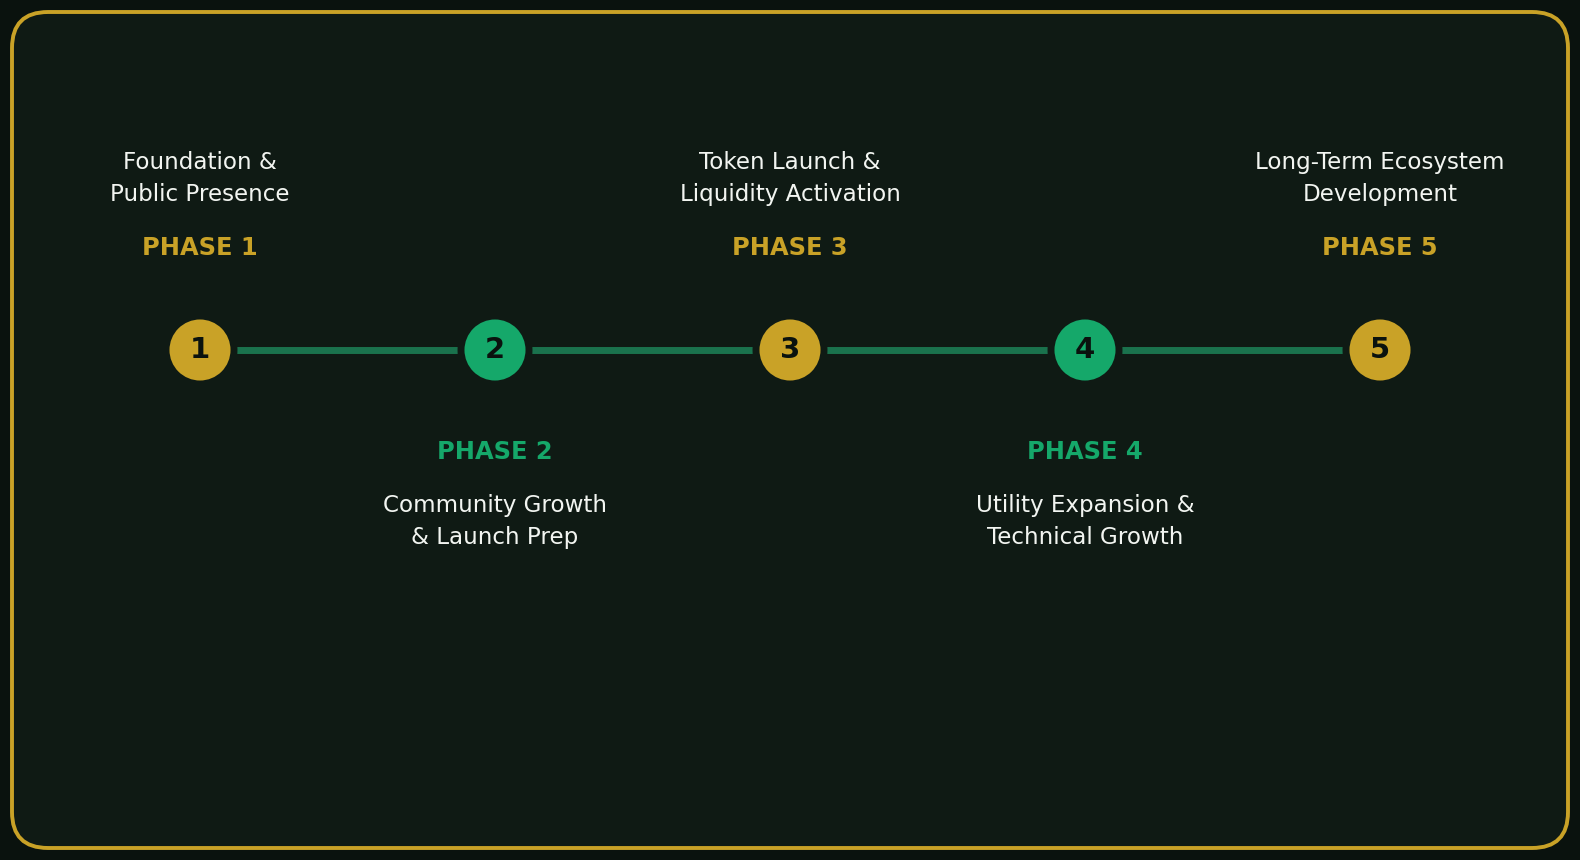 Foundation &
Public Presence
PHASE 1
1
PHASE 2
Community Growth
& Launch Prep
2
Token Launch &
Liquidity Activation
PHASE 3
3
PHASE 4
Utility Expansion &
Technical Growth
4
Long-Term Ecosystem
Development
PHASE 5
5